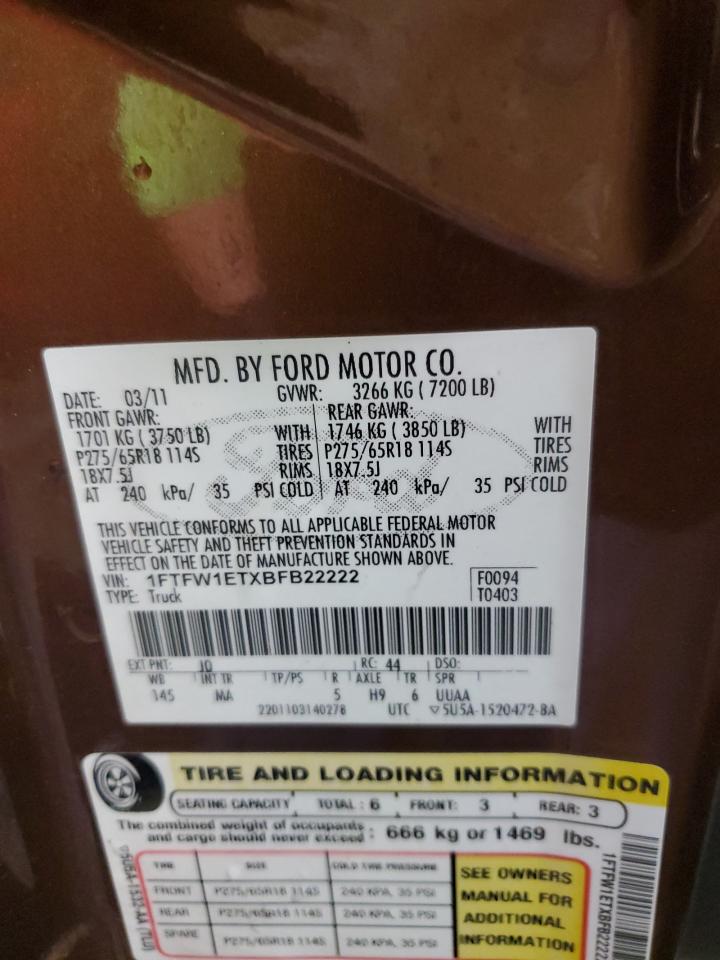 MFD. BY FORD MOTOR CO.
DATE: 03/11 GVWR: 3266 KG ( 7200 LB)
FRONT GAWR: REAR GAWR:
1701 KG ( 3750 LB) WITH 1746 KG ( 3850 LB) WITH
P275/65R18 114S TIRES P275/65R18 114S TIRES
18X7.5J RIMS 18X7.5J RIMS
AT 240 kPa/ 35 PSI COLD AT 240 kPa/ 35 PSI COLD
Ford
THIS VEHICLE CONFORMS TO ALL APPLICABLE FEDERAL MOTOR
VEHICLE SAFETY AND THEFT PREVENTION STANDARDS IN
EFFECT ON THE DATE OF MANUFACTURE SHOWN ABOVE.
VIN: 1FTFW1ETXBFB22222 F0094
TYPE: Truck T0403
EXT PNT: JQ RC: 44 DSO:
WB INT TR TP/PS R AXLE TR SPR
145 MA 5 H9 6 UUAA
2201103140278 UTC ▽5U5A-1520472-BA
TIRE AND LOADING INFORMATION
SEATING CAPACITY TOTAL: 6 FRONT: 3 REAR: 3
The combined weight of occupants
and cargo should never exceed: 666 kg or 1469 lbs.
TIRE SIZE COLD TIRE PRESSURE
FRONT P275/65R18 114S 240 KPA, 35 PSI
REAR P275/65R18 114S 240 KPA, 35 PSI
SPARE P275/65R18 114S 240 KPA, 35 PSI
SEE OWNERS
MANUAL FOR
ADDITIONAL
INFORMATION
1FTFW1ETXBFB22222